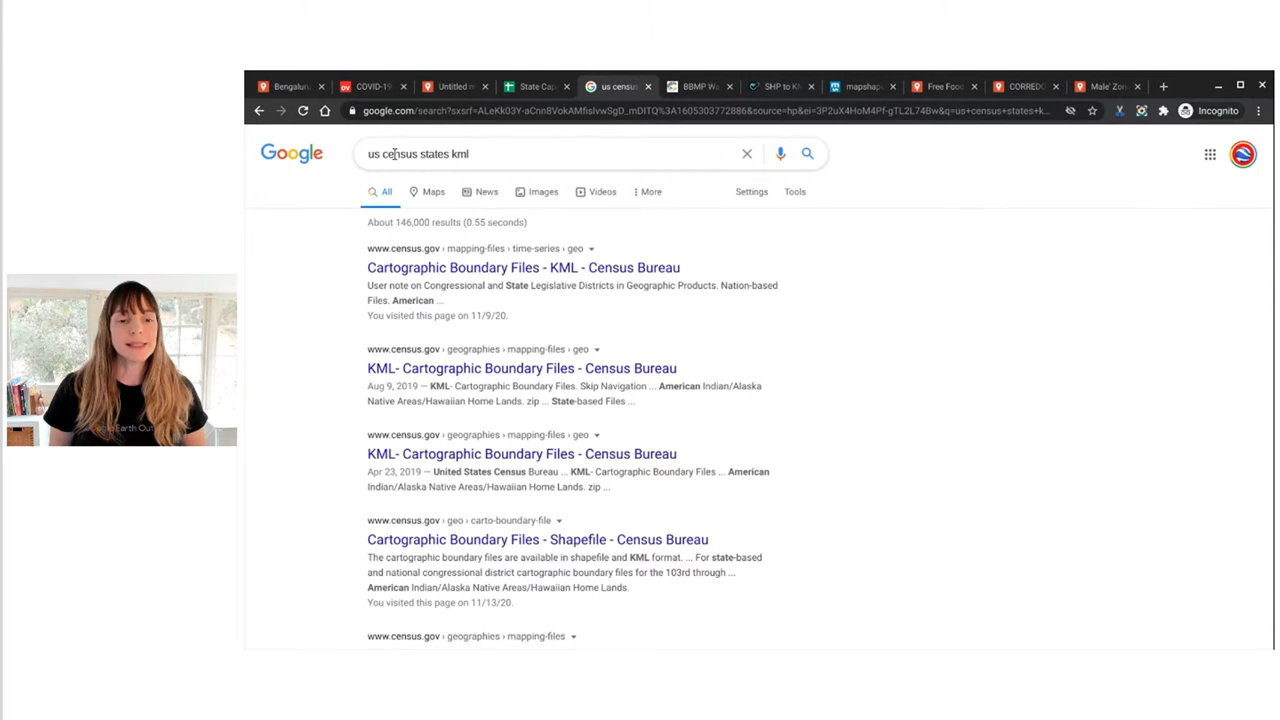 Bengaluru
COVID-19
Untitled m
State Cap
us census
BBMP Wa
SHP to K
mapshap
Free Food
CORREDO
Male' Zon
google.com/search?sxsrf=ALeKk03Y-aCnnBVokAMfislvwSgD_mDITQ%3A1605303772886&source=hp&ei=3P2uX4HoM4Pf-gTL2L74Bw&q=us+census+states+k...
Incognito
Google
us census states kml
All
Maps
News
Images
Videos
More
Settings
Tools
About 146,000 results (0.55 seconds)
www.census.gov › mapping-files › time-series › geo
Cartographic Boundary Files - KML - Census Bureau
User note on Congressional and State Legislative Districts in Geographic Products. Nation-based
Files. American ...
You visited this page on 11/9/20.
www.census.gov › geographies › mapping-files › geo
KML- Cartographic Boundary Files - Census Bureau
Aug 9, 2019 — KML- Cartographic Boundary Files. Skip Navigation ... American Indian/Alaska
Native Areas/Hawaiian Home Lands. zip ... State-based Files ...
www.census.gov › geographies › mapping-files › geo
KML- Cartographic Boundary Files - Census Bureau
Apr 23, 2019 — United States Census Bureau ... KML- Cartographic Boundary Files ... American
Indian/Alaska Native Areas/Hawaiian Home Lands. zip ...
www.census.gov › geo › carto-boundary-file
Cartographic Boundary Files - Shapefile - Census Bureau
The cartographic boundary files are available in shapefile and KML format. ... For state-based
and national congressional district cartographic boundary files for the 103rd through ...
American Indian/Alaska Native Areas/Hawaiian Home Lands.
You visited this page on 11/13/20.
www.census.gov › geographies › mapping-files
Earth Out